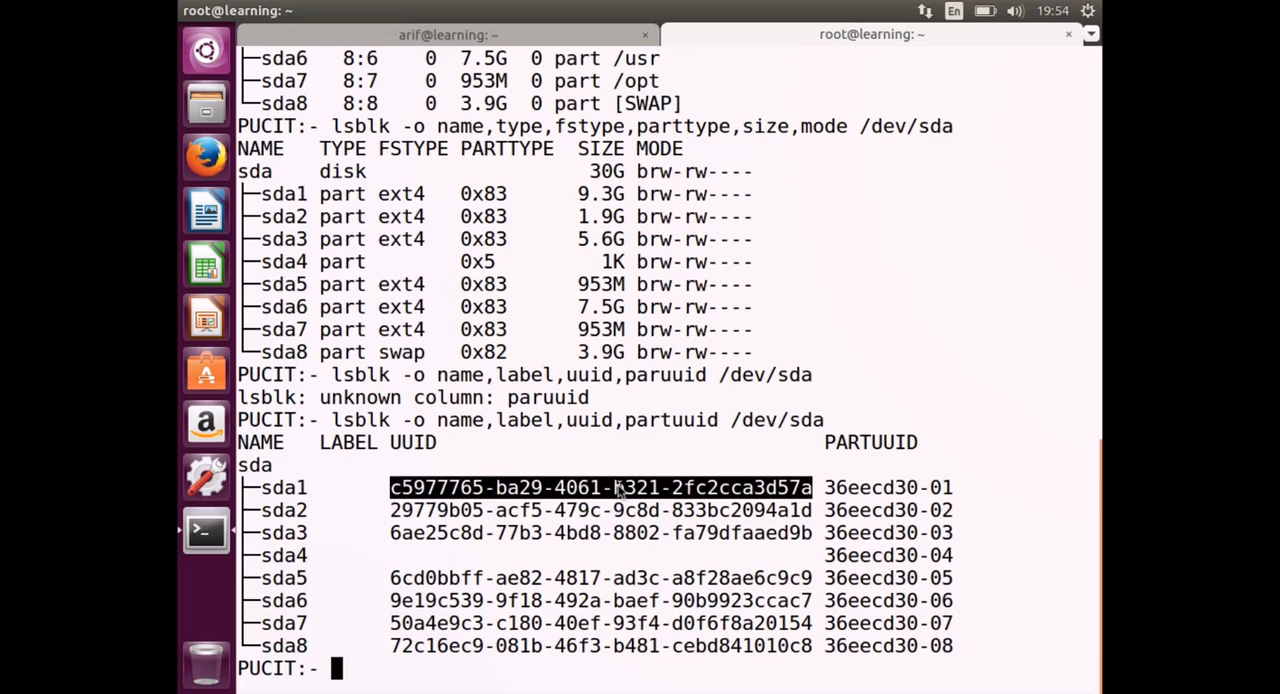 root@learning: ~
En
19:54
arif@learning: ~ ×
root@learning: ~ ×
├─sda6   8:6    0  7.5G  0 part /usr
├─sda7   8:7    0  953M  0 part /opt
└─sda8   8:8    0  3.9G  0 part [SWAP]
PUCIT:- lsblk -o name,type,fstype,parttype,size,mode /dev/sda
NAME   TYPE FSTYPE PARTTYPE  SIZE MODE
sda    disk                   30G brw-rw----
├─sda1 part ext4   0x83      9.3G brw-rw----
├─sda2 part ext4   0x83      1.9G brw-rw----
├─sda3 part ext4   0x83      5.6G brw-rw----
├─sda4 part        0x5         1K brw-rw----
├─sda5 part ext4   0x83      953M brw-rw----
├─sda6 part ext4   0x83      7.5G brw-rw----
├─sda7 part ext4   0x83      953M brw-rw----
└─sda8 part swap   0x82      3.9G brw-rw----
PUCIT:- lsblk -o name,label,uuid,paruuid /dev/sda
lsblk: unknown column: paruuid
PUCIT:- lsblk -o name,label,uuid,partuuid /dev/sda
NAME   LABEL UUID                                 PARTUUID
sda
├─sda1       c5977765-ba29-4061-b321-2fc2cca3d57a 36eecd30-01
├─sda2       29779b05-acf5-479c-9c8d-833bc2094a1d 36eecd30-02
├─sda3       6ae25c8d-77b3-4bd8-8802-fa79dfaaed9b 36eecd30-03
├─sda4                                            36eecd30-04
├─sda5       6cd0bbff-ae82-4817-ad3c-a8f28ae6c9c9 36eecd30-05
├─sda6       9e19c539-9f18-492a-baef-90b9923ccac7 36eecd30-06
├─sda7       50a4e9c3-c180-40ef-93f4-d0f6f8a20154 36eecd30-07
└─sda8       72c16ec9-081b-46f3-b481-cebd841010c8 36eecd30-08
PUCIT:-